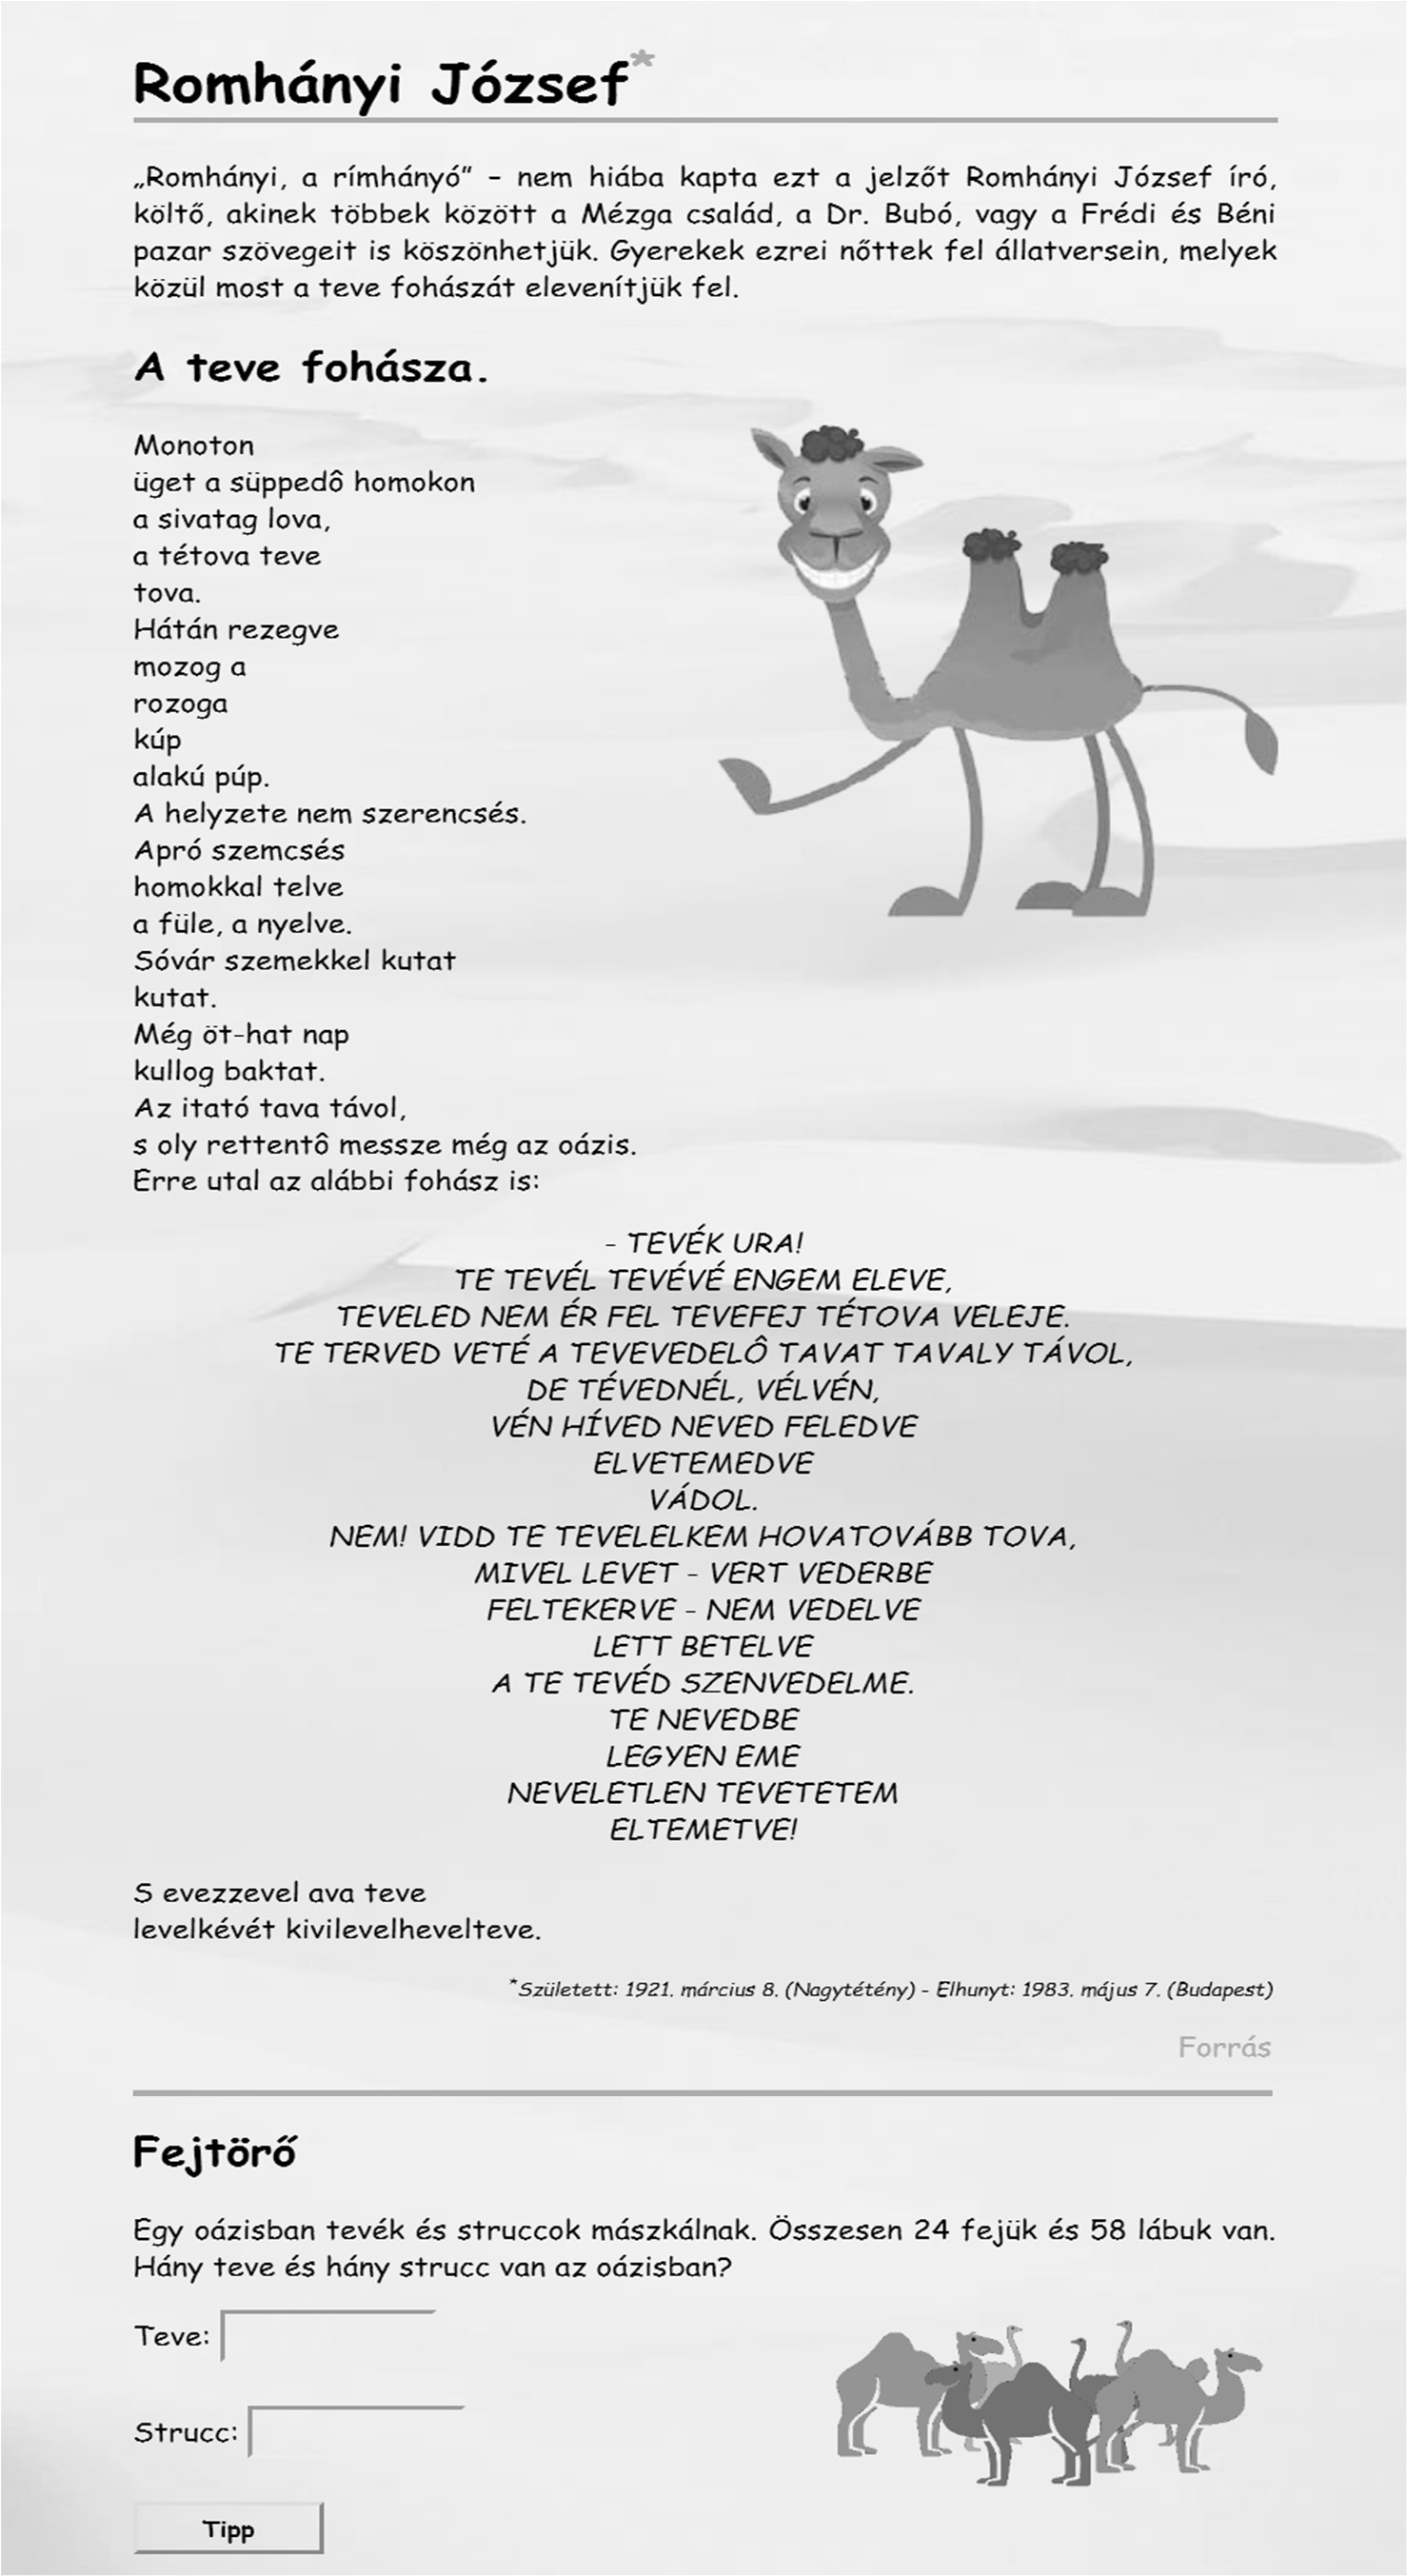 Romhányi József*
„Romhányi, a rímhányó” – nem hiába kapta ezt a jelzőt Romhányi József író,
költő, akinek többek között a Mézga család, a Dr. Bubó, vagy a Frédi és Béni
pazar szövegeit is köszönhetjük. Gyerekek ezrei nőttek fel állatversein, melyek
közül most a teve fohászát elevenítjük fel.
A teve fohásza.
Monoton
üget a süppedô homokon
a sivatag lova,
a tétova teve
tova.
Hátán rezegve
mozog a
rozoga
kúp
alakú púp.
A helyzete nem szerencsés.
Apró szemcsés
homokkal telve
a füle, a nyelve.
Sóvár szemekkel kutat
kutat.
Még öt-hat nap
kullog baktat.
Az itató tava távol,
s oly rettentô messze még az oázis.
Erre utal az alábbi fohász is:
- TEVÉK URA!
TE TEVÉL TEVÉVÉ ENGEM ELEVE,
TEVELED NEM ÉR FEL TEVEFEJ TÉTOVA VELEJE.
TE TERVED VETÉ A TEVEVEDELÔ TAVAT TAVALY TÁVOL,
DE TÉVEDNÉL, VÉLVÉN,
VÉN HÍVED NEVED FELEDVE
ELVETEMEDVE
VÁDOL.
NEM! VIDD TE TEVELELKEM HOVATOVÁBB TOVA,
MIVEL LEVET - VERT VEDERBE
FELTEKERVE - NEM VEDELVE
LETT BETELVE
A TE TEVÉD SZENVEDELME.
TE NEVEDBE
LEGYEN EME
NEVELETLEN TEVETETEM
ELTEMETVE!
S evezzevel ava teve
levelkévét kivilevelhevelteve.
*Született: 1921. március 8. (Nagytétény) - Elhunyt: 1983. május 7. (Budapest)
Forrás
Fejtörő
Egy oázisban tevék és struccok mászkálnak. Összesen 24 fejük és 58 lábuk van.
Hány teve és hány strucc van az oázisban?
Teve:
Strucc:
Tipp